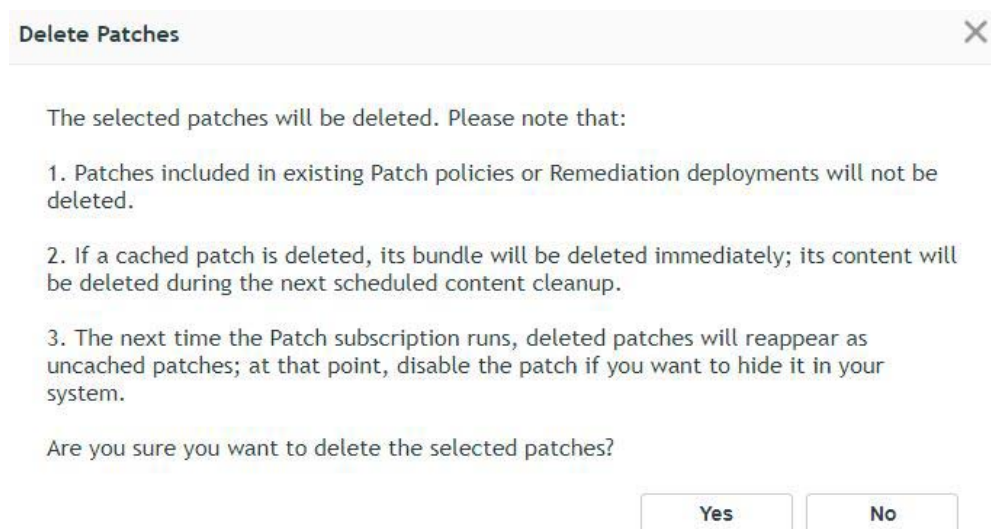 Delete Patches
The selected patches will be deleted. Please note that:
1. Patches included in existing Patch policies or Remediation deployments will not be
deleted.
2. If a cached patch is deleted, its bundle will be deleted immediately; its content will
be deleted during the next scheduled content cleanup.
3. The next time the Patch subscription runs, deleted patches will reappear as
uncached patches; at that point, disable the patch if you want to hide it in your
system.
Are you sure you want to delete the selected patches?
Yes No